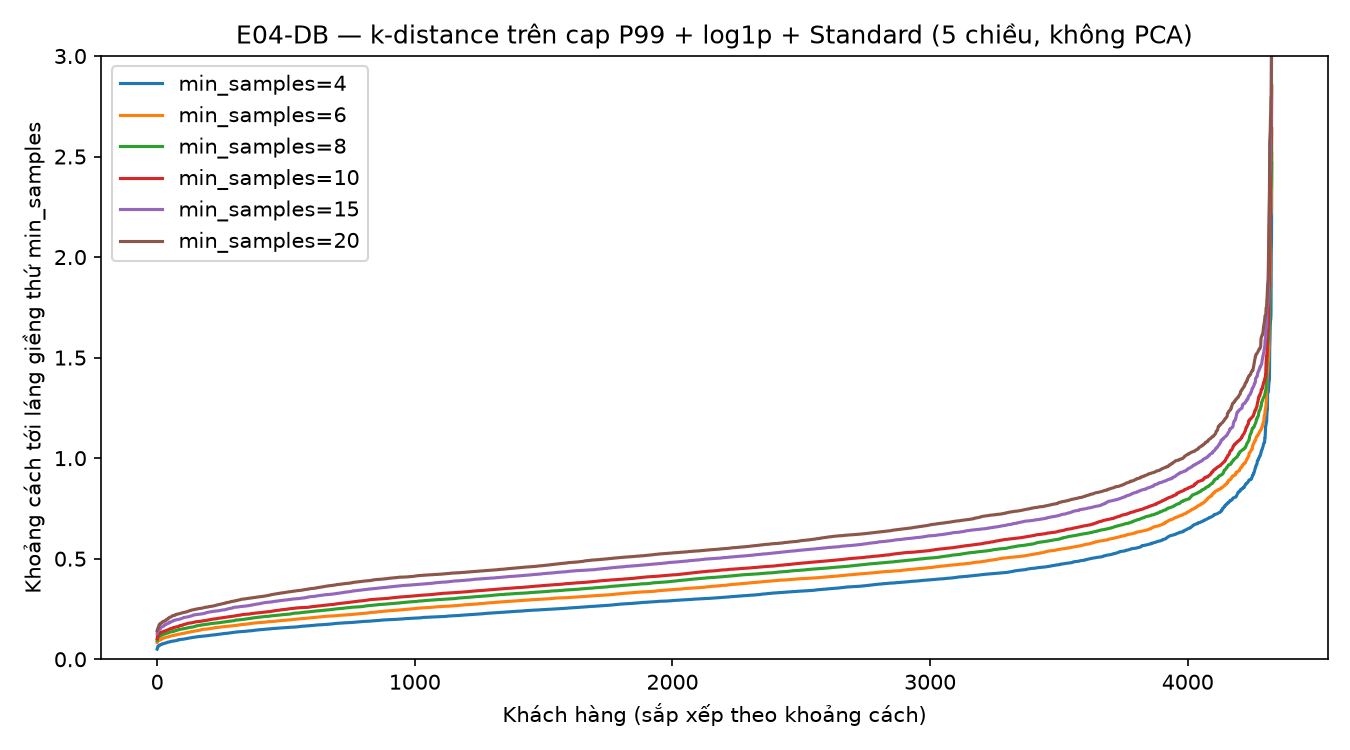 E04-DB — k-distance trên cap P99 + log1p + Standard (5 chiều, không PCA)
Khoảng cách tới láng giềng thứ min_samples
3.0
2.5
2.0
1.5
1.0
0.5
0.0
min_samples=4
min_samples=6
min_samples=8
min_samples=10
min_samples=15
min_samples=20
0
1000
2000
3000
4000
Khách hàng (sắp xếp theo khoảng cách)